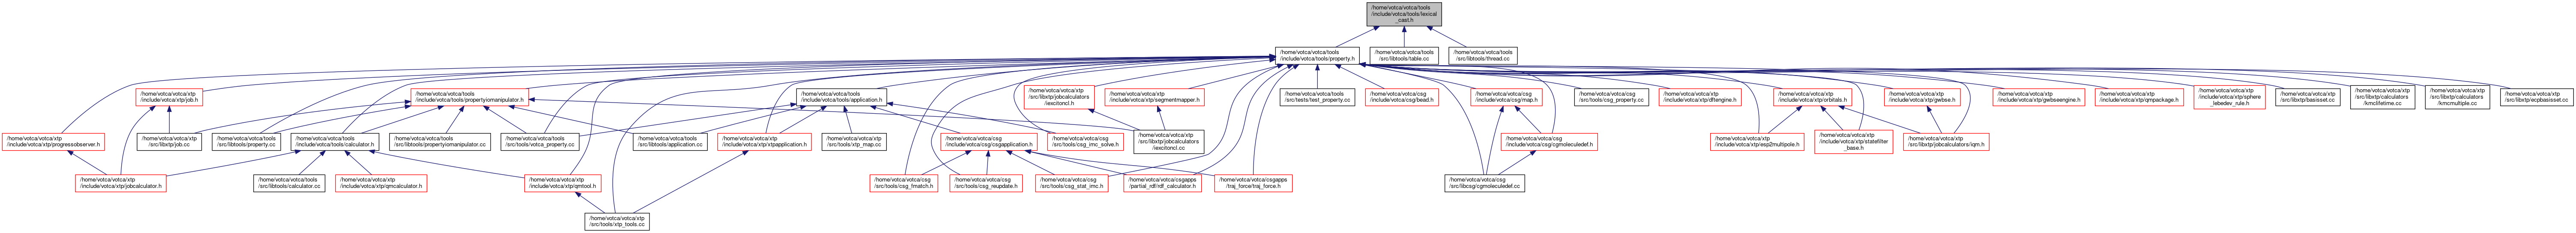 /home/votca/votca/tools
/include/votca/tools/lexical
_cast.h
/home/votca/votca/tools
/include/votca/tools/property.h
/home/votca/votca/tools
/src/libtools/table.cc
/home/votca/votca/tools
/src/libtools/thread.cc
/home/votca/votca/xtp
/include/votca/xtp/job.h
/home/votca/votca/tools
/include/votca/tools/propertyiomanipulator.h
/home/votca/votca/tools
/include/votca/tools/application.h
/home/votca/votca/xtp
/src/libxtp/jobcalculators
/iexcitoncl.h
/home/votca/votca/xtp
/include/votca/xtp/segmentmapper.h
/home/votca/votca/tools
/src/tests/test_property.cc
/home/votca/votca/csg
/include/votca/csg/bead.h
/home/votca/votca/csg
/include/votca/csg/map.h
/home/votca/votca/csg
/src/tools/csg_property.cc
/home/votca/votca/xtp
/include/votca/xtp/dftengine.h
/home/votca/votca/xtp
/include/votca/xtp/orbitals.h
/home/votca/votca/xtp
/include/votca/xtp/gwbse.h
/home/votca/votca/xtp
/include/votca/xtp/gwbseengine.h
/home/votca/votca/xtp
/include/votca/xtp/qmpackage.h
/home/votca/votca/xtp
/include/votca/xtp/sphere
_lebedev_rule.h
/home/votca/votca/xtp
/src/libxtp/basisset.cc
/home/votca/votca/xtp
/src/libxtp/calculators
/kmclifetime.cc
/home/votca/votca/xtp
/src/libxtp/calculators
/kmcmultiple.cc
/home/votca/votca/xtp
/src/libxtp/ecpbasisset.cc
/home/votca/votca/xtp
/include/votca/xtp/progressobserver.h
/home/votca/votca/xtp
/src/libxtp/job.cc
/home/votca/votca/tools
/src/libtools/property.cc
/home/votca/votca/tools
/include/votca/tools/calculator.h
/home/votca/votca/tools
/src/libtools/propertyiomanipulator.cc
/home/votca/votca/tools
/src/tools/votca_property.cc
/home/votca/votca/tools
/src/libtools/application.cc
/home/votca/votca/xtp
/include/votca/xtp/xtpapplication.h
/home/votca/votca/xtp
/src/tools/xtp_map.cc
/home/votca/votca/csg
/include/votca/csg/csgapplication.h
/home/votca/votca/csg
/src/tools/csg_imc_solve.h
/home/votca/votca/xtp
/src/libxtp/jobcalculators
/iexcitoncl.cc
/home/votca/votca/csg
/include/votca/csg/cgmoleculedef.h
/home/votca/votca/xtp
/include/votca/xtp/esp2multipole.h
/home/votca/votca/xtp
/include/votca/xtp/statefilter
_base.h
/home/votca/votca/xtp
/src/libxtp/jobcalculators/iqm.h
/home/votca/votca/xtp
/include/votca/xtp/jobcalculator.h
/home/votca/votca/tools
/src/libtools/calculator.cc
/home/votca/votca/xtp
/include/votca/xtp/qmcalculator.h
/home/votca/votca/xtp
/include/votca/xtp/qmtool.h
/home/votca/votca/csg
/src/tools/csg_fmatch.h
/home/votca/votca/csg
/src/tools/csg_reupdate.h
/home/votca/votca/csg
/src/tools/csg_stat_imc.h
/home/votca/votca/csgapps
/partial_rdf/rdf_calculator.h
/home/votca/votca/csgapps
/traj_force/traj_force.h
/home/votca/votca/csg
/src/libcsg/cgmoleculedef.cc
/home/votca/votca/xtp
/src/tools/xtp_tools.cc